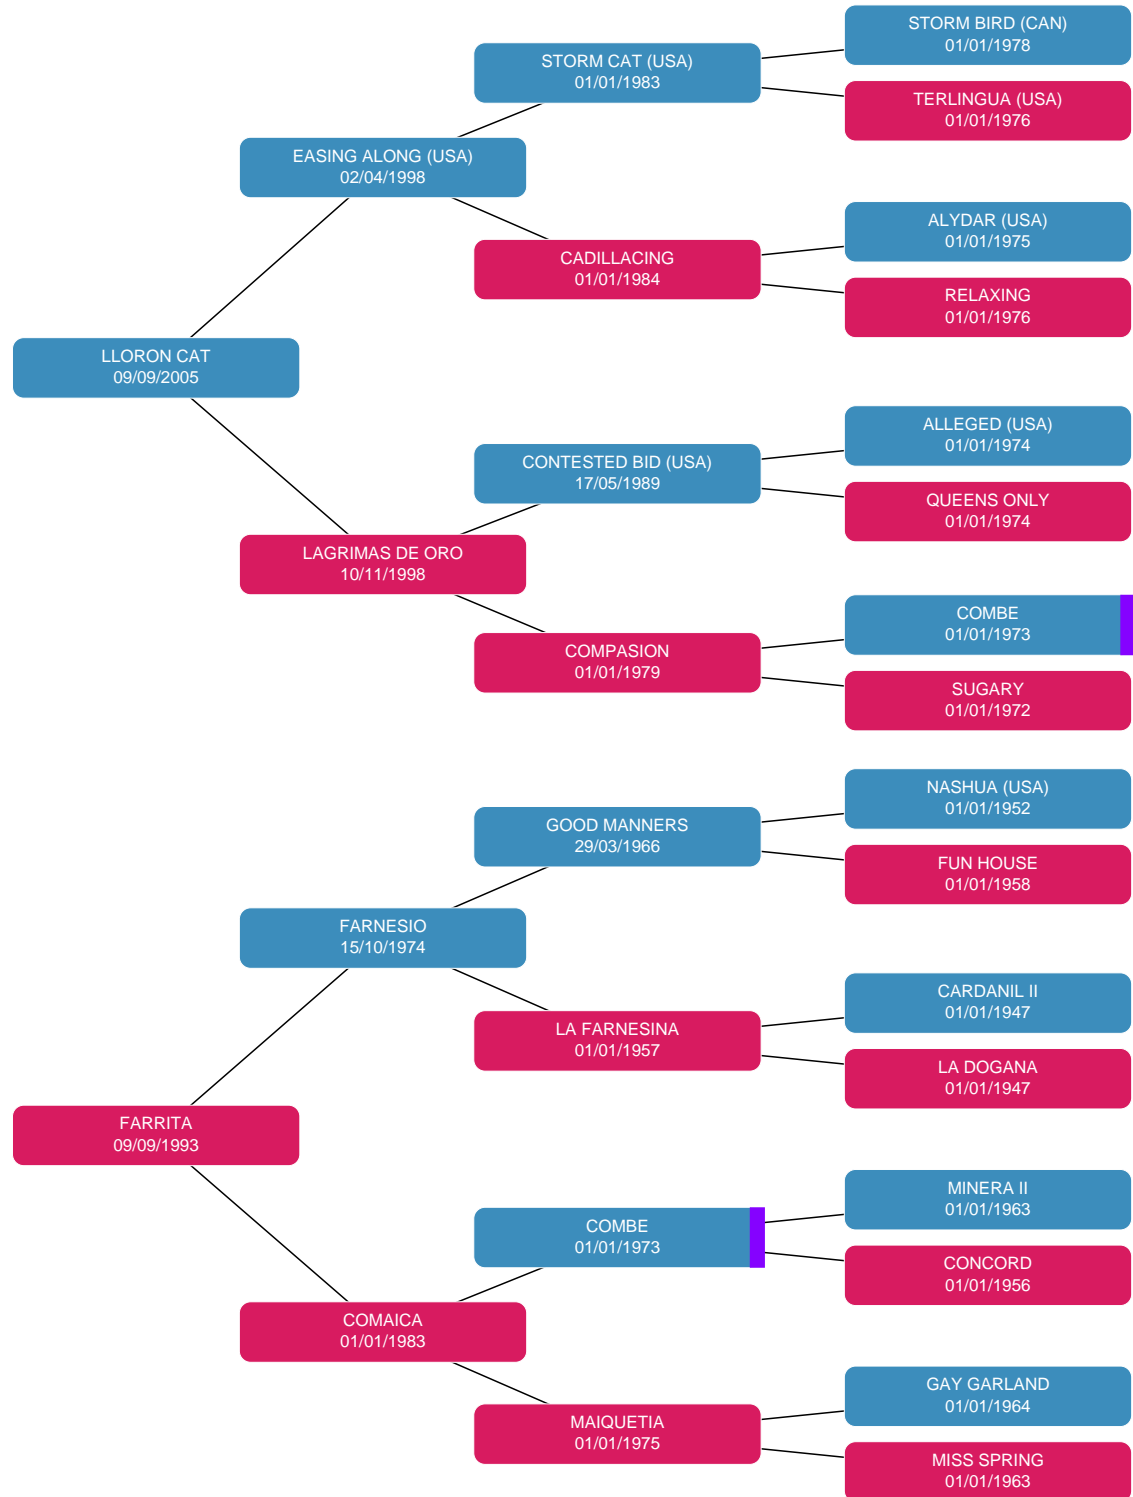 STORM BIRD (CAN)
01/01/1978
STORM CAT (USA)
01/01/1983
TERLINGUA (USA)
01/01/1976
EASING ALONG (USA)
02/04/1998
ALYDAR (USA)
01/01/1975
CADILLACING
01/01/1984
RELAXING
01/01/1976
LLORON CAT
09/09/2005
ALLEGED (USA)
01/01/1974
CONTESTED BID (USA)
17/05/1989
QUEENS ONLY
01/01/1974
LAGRIMAS DE ORO
10/11/1998
COMBE
01/01/1973
COMPASION
01/01/1979
SUGARY
01/01/1972
NASHUA (USA)
01/01/1952
GOOD MANNERS
29/03/1966
FUN HOUSE
01/01/1958
FARNESIO
15/10/1974
CARDANIL II
01/01/1947
LA FARNESINA
01/01/1957
LA DOGANA
01/01/1947
FARRITA
09/09/1993
MINERA II
01/01/1963
COMBE
01/01/1973
CONCORD
01/01/1956
COMAICA
01/01/1983
GAY GARLAND
01/01/1964
MAIQUETIA
01/01/1975
MISS SPRING
01/01/1963